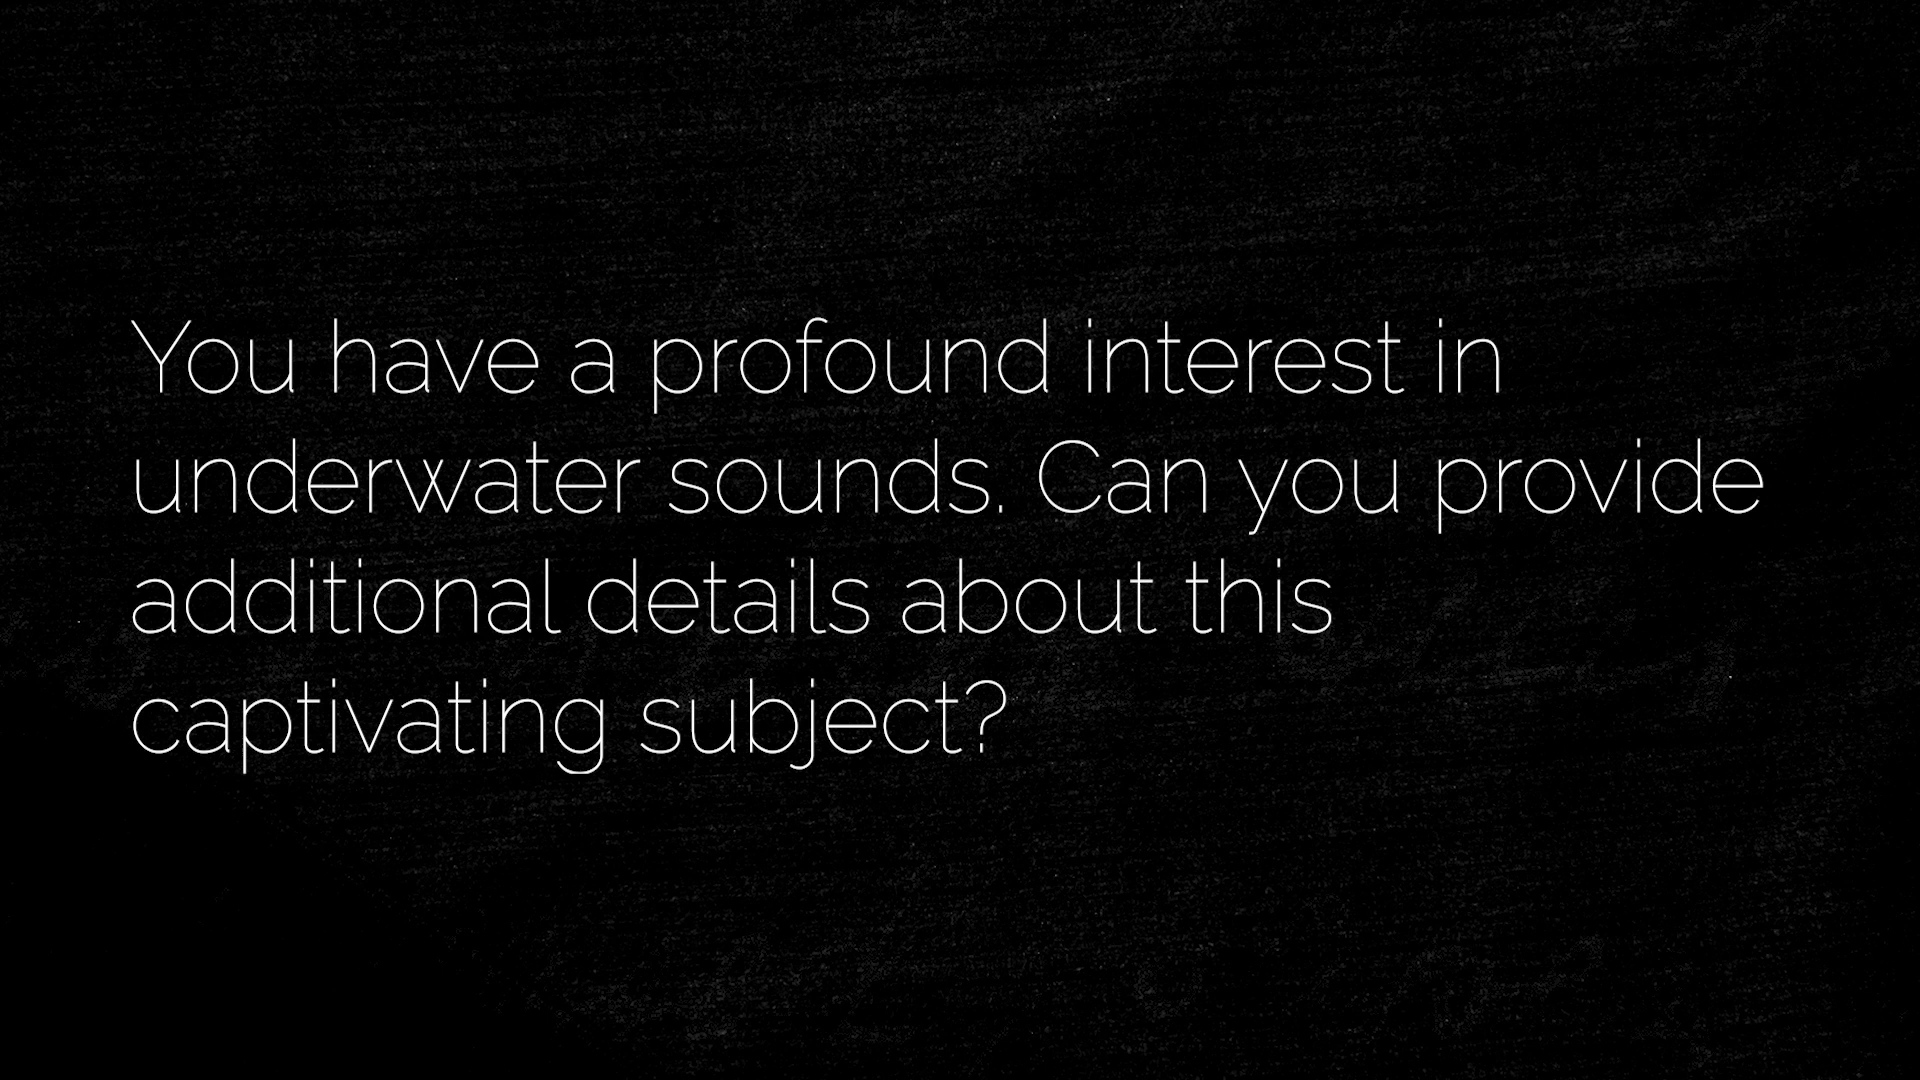 You have a profound interest in
underwater sounds. Can you provide
additional details about this
captivating subject?